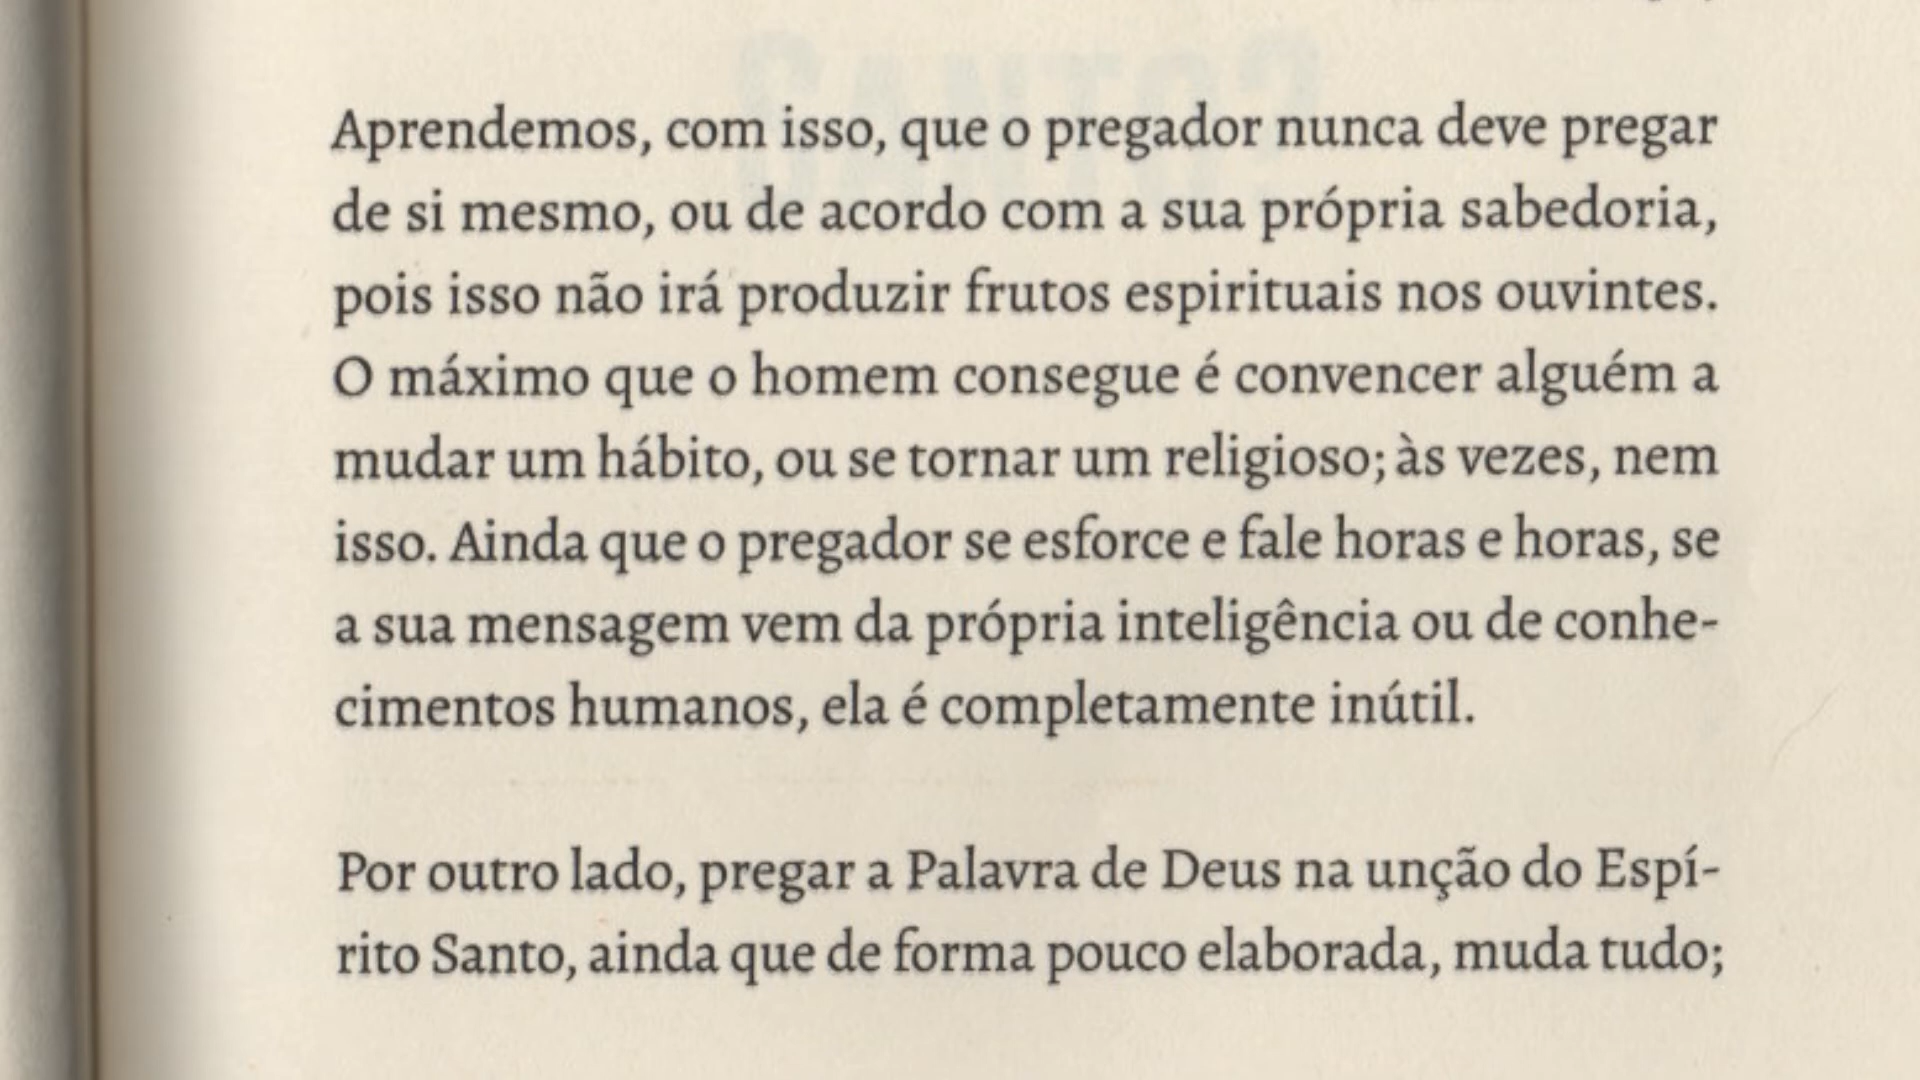 Aprendemos, com isso, que o pregador nunca deve pregar
de si mesmo, ou de acordo com a sua própria sabedoria,
pois isso não irá produzir frutos espirituais nos ouvintes.
O máximo que o homem consegue é convencer alguém a
mudar um hábito, ou se tornar um religioso; às vezes, nem
isso. Ainda que o pregador se esforce e fale horas e horas, se
a sua mensagem vem da própria inteligência ou de conhe-
cimentos humanos, ela é completamente inútil.
Por outro lado, pregar a Palavra de Deus na unção do Espí-
rito Santo, ainda que de forma pouco elaborada, muda tudo;